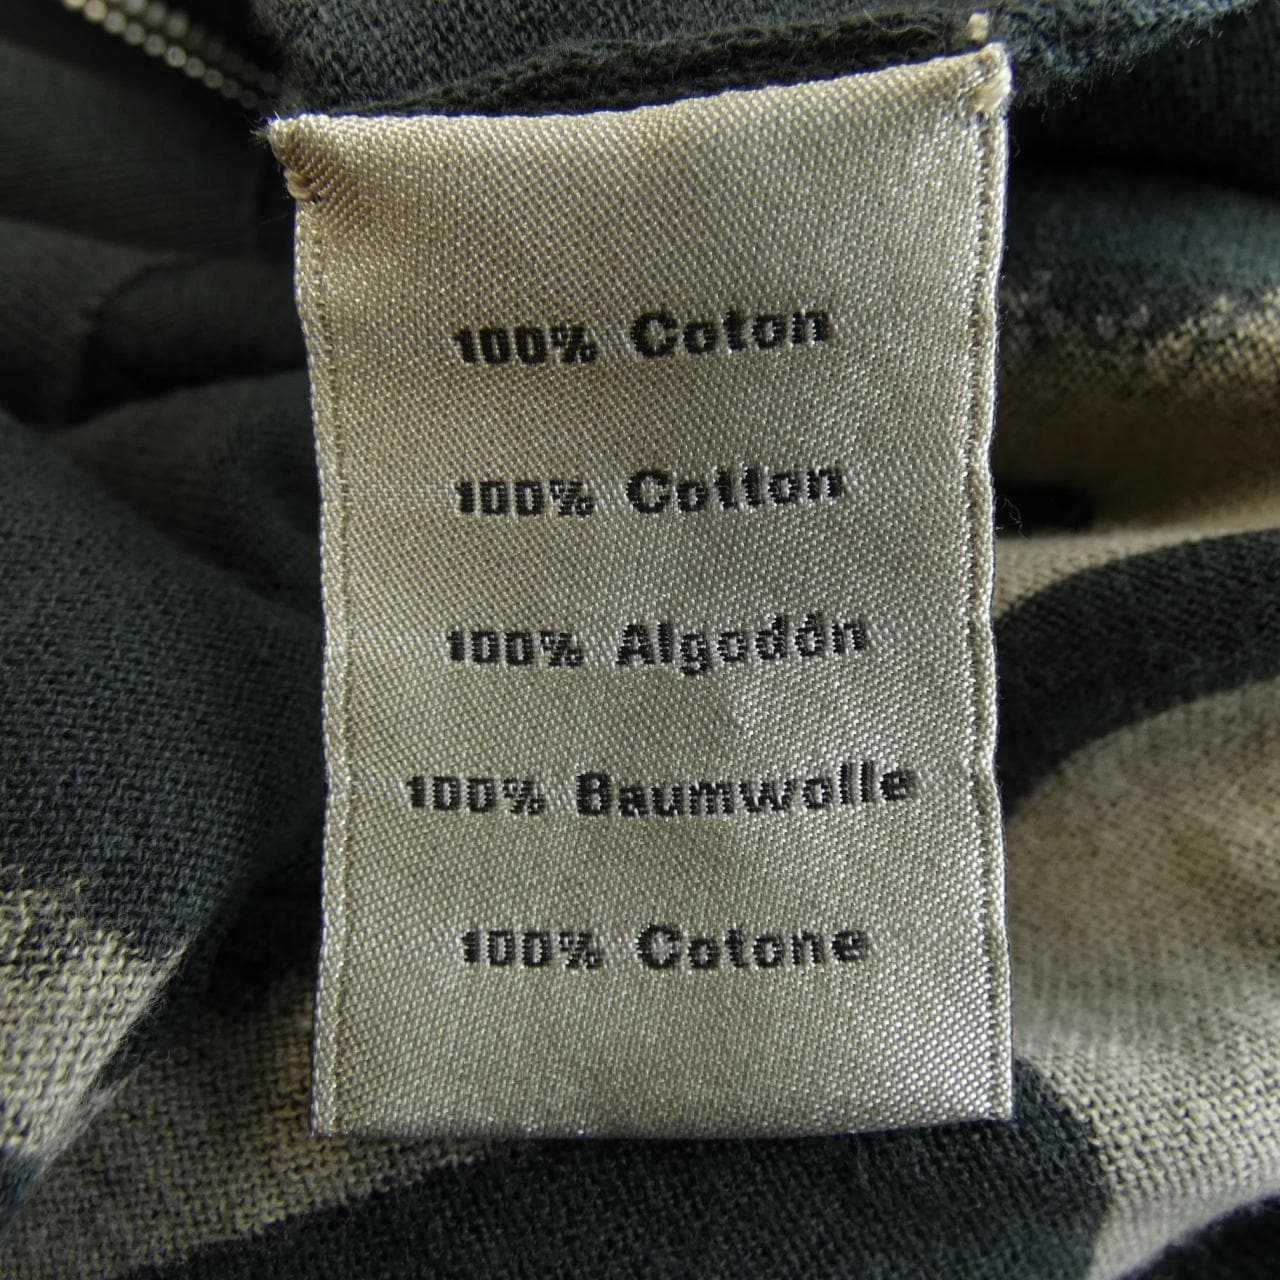 100% Coton
100% Cotton
100% Algodón
100% Baumwolle
100% Cotone